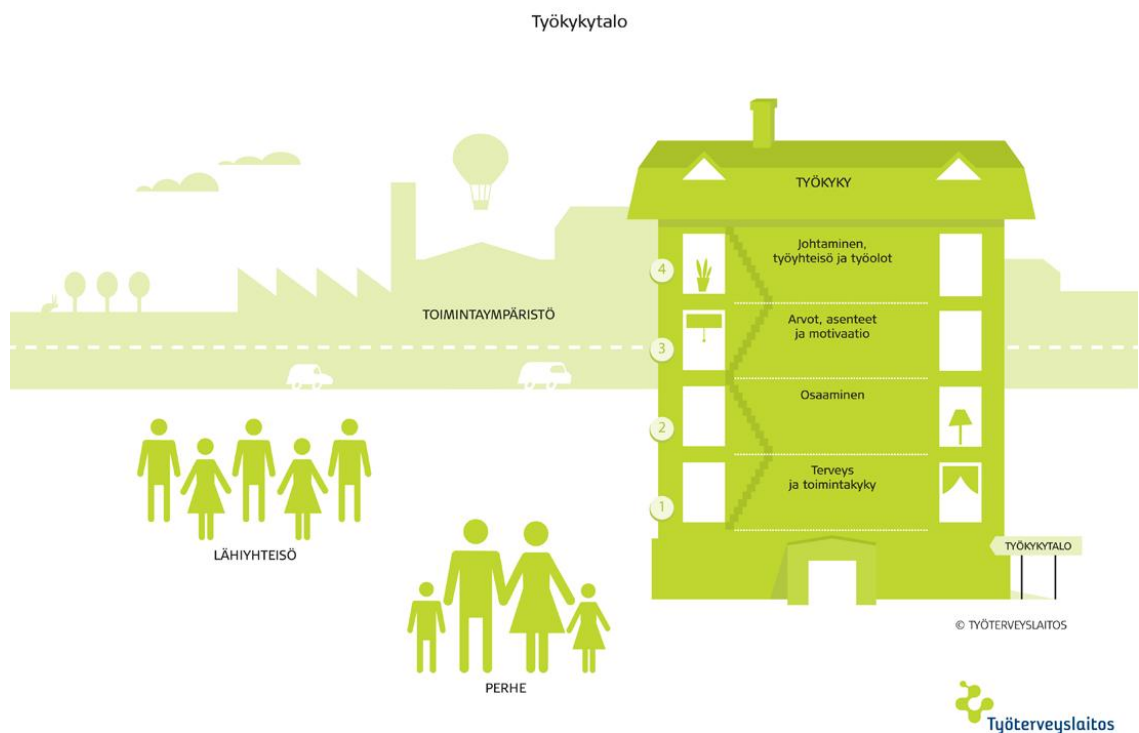 Työkykytalo
TYÖKYKY
4
Johtaminen,
työyhteisö ja työolot
TOIMINTAYMPÄRISTÖ
3
Arvot, asenteet
ja motivaatio
2
Osaaminen
1
Terveys
ja toimintakyky
LÄHIYHTEISÖ
TYÖKYKYTALO
PERHE
© TYÖTERVEYSLAITOS
Työterveyslaitos